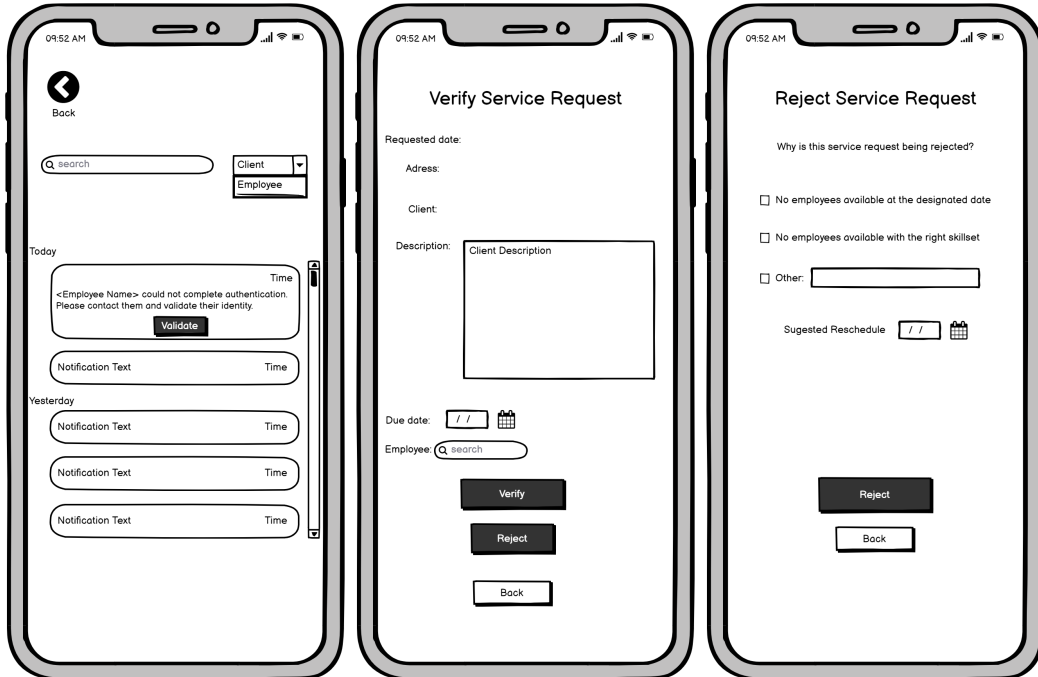 09:52 AM
Back
search
Client
Employee
Today
Time
<Employee Name> could not complete authentication.
Please contact them and validate their identity.
Validate
Notification Text Time
Yesterday
Notification Text Time
Notification Text Time
Notification Text Time
09:52 AM
Verify Service Request
Requested date:
Adress:
Client:
Description:
Client Description
Due date: / /
Employee: search
Verify
Reject
Back
09:52 AM
Reject Service Request
Why is this service request being rejected?
No employees available at the designated date
No employees available with the right skillset
Other:
Sugested Reschedule / /
Reject
Back